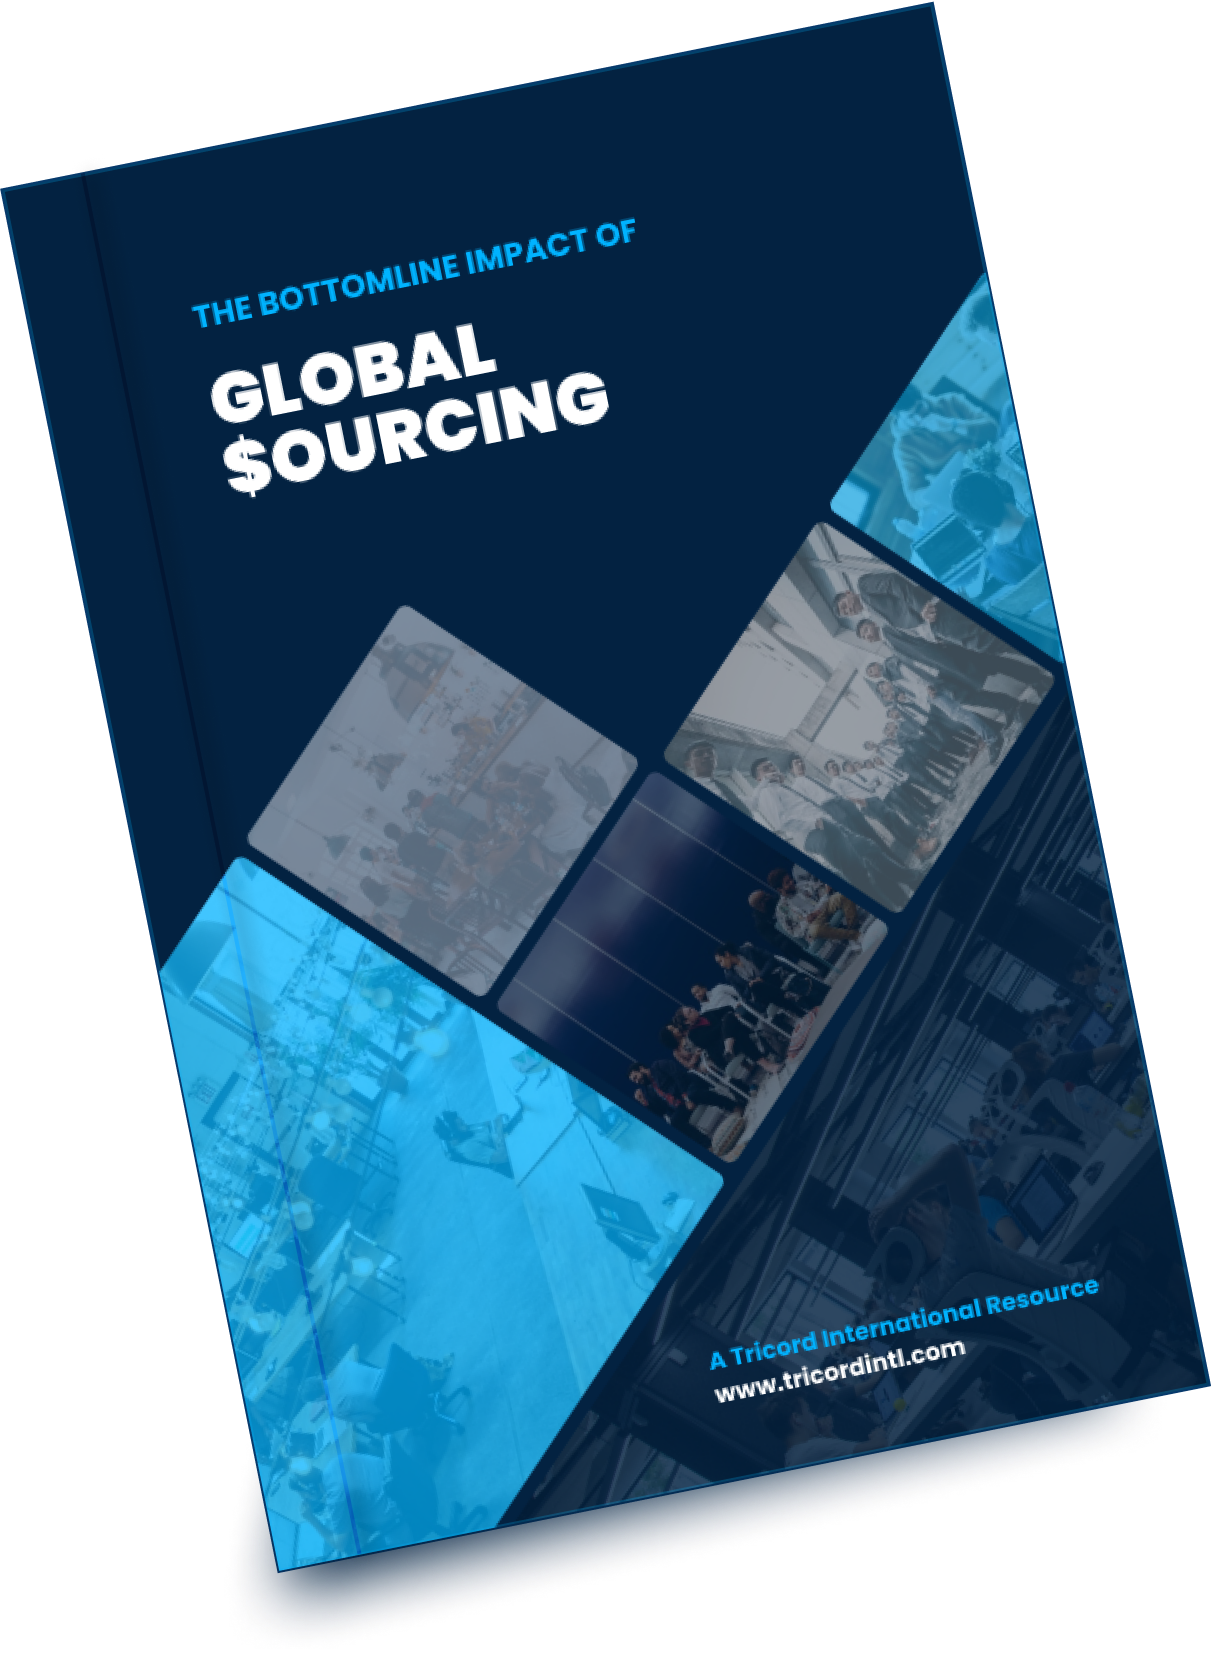 THE BOTTOMLINE IMPACT OF
GLOBAL
$OURCING
A Tricord International Resource
www.tricordintl.com